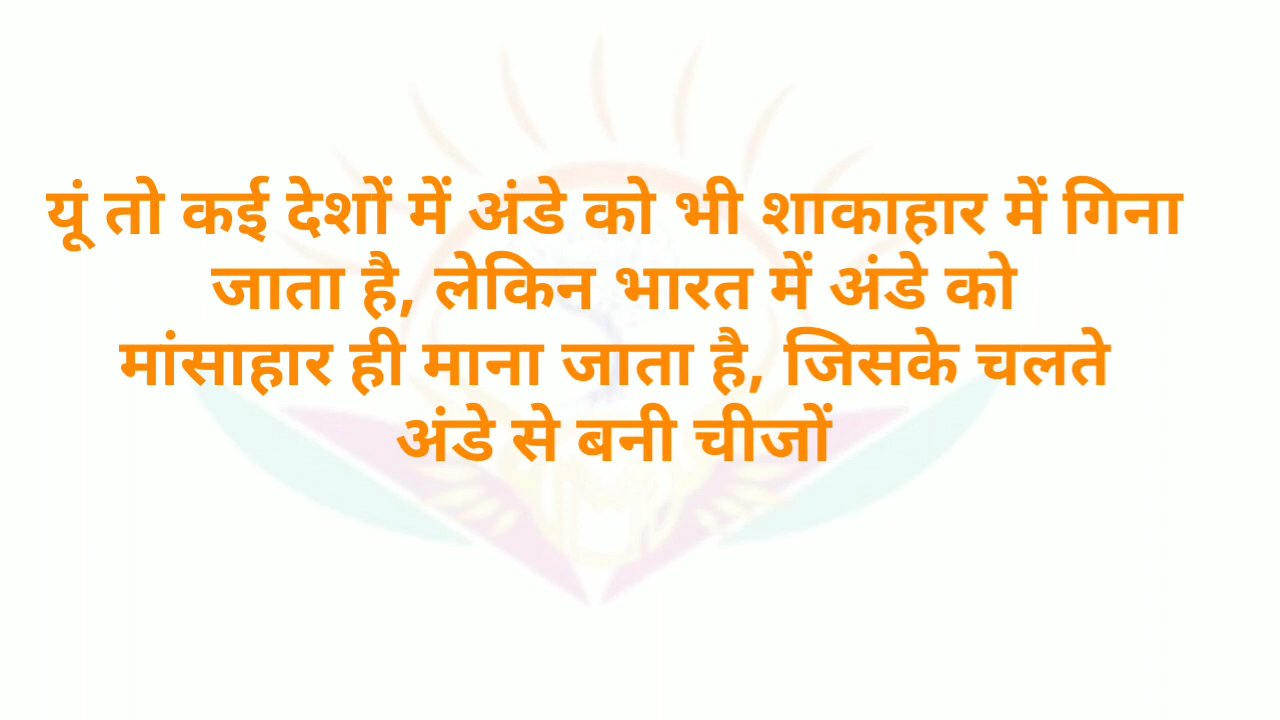 यूं तो कई देशों में अंडे को भी शाकाहार में गिना
जाता है, लेकिन भारत में अंडे को
मांसाहार ही माना जाता है, जिसके चलते
अंडे से बनी चीजों